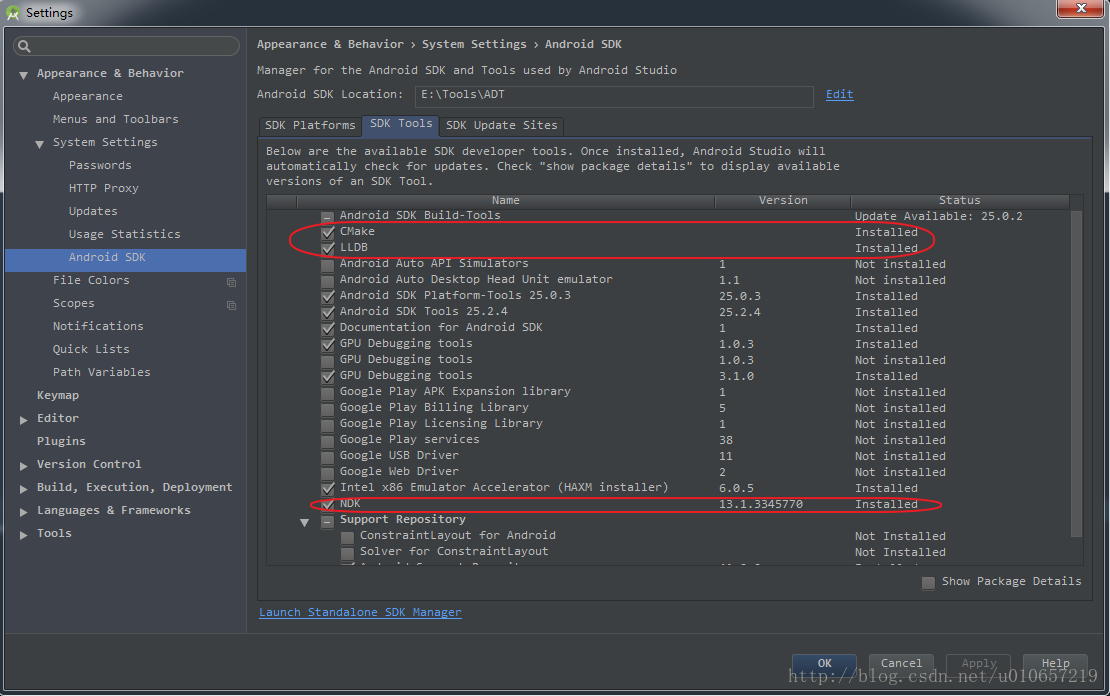 Settings
Appearance & Behavior
Appearance
Menus and Toolbars
System Settings
Passwords
HTTP Proxy
Updates
Usage Statistics
Android SDK
File Colors
Scopes
Notifications
Quick Lists
Path Variables
Keymap
Editor
Plugins
Version Control
Build, Execution, Deployment
Languages & Frameworks
Tools
Appearance & Behavior › System Settings › Android SDK
Manager for the Android SDK and Tools used by Android Studio
Android SDK Location: E:\Tools\ADT Edit
SDK Platforms SDK Tools SDK Update Sites
Below are the available SDK developer tools. Once installed, Android Studio will
automatically check for updates. Check "show package details" to display available
versions of an SDK Tool.
Name Version Status
Android SDK Build-Tools Update Available: 25.0.2
CMake Installed
LLDB Installed
Android Auto API Simulators 1 Not installed
Android Auto Desktop Head Unit emulator 1.1 Not installed
Android SDK Platform-Tools 25.0.3 25.0.3 Installed
Android SDK Tools 25.2.4 25.2.4 Installed
Documentation for Android SDK 1 Installed
GPU Debugging tools 1.0.3 Installed
GPU Debugging tools 1.0.3 Not installed
GPU Debugging tools 3.1.0 Installed
Google Play APK Expansion library 1 Not installed
Google Play Billing Library 5 Not installed
Google Play Licensing Library 1 Not installed
Google Play services 38 Not installed
Google USB Driver 11 Not installed
Google Web Driver 2 Not installed
Intel x86 Emulator Accelerator (HAXM installer) 6.0.5 Installed
NDK 13.1.3345770 Installed
Support Repository
ConstraintLayout for Android Not Installed
Solver for ConstraintLayout Not Installed
Show Package Details
Launch Standalone SDK Manager
OK Cancel Apply Help
http://blog.csdn.net/u010657219